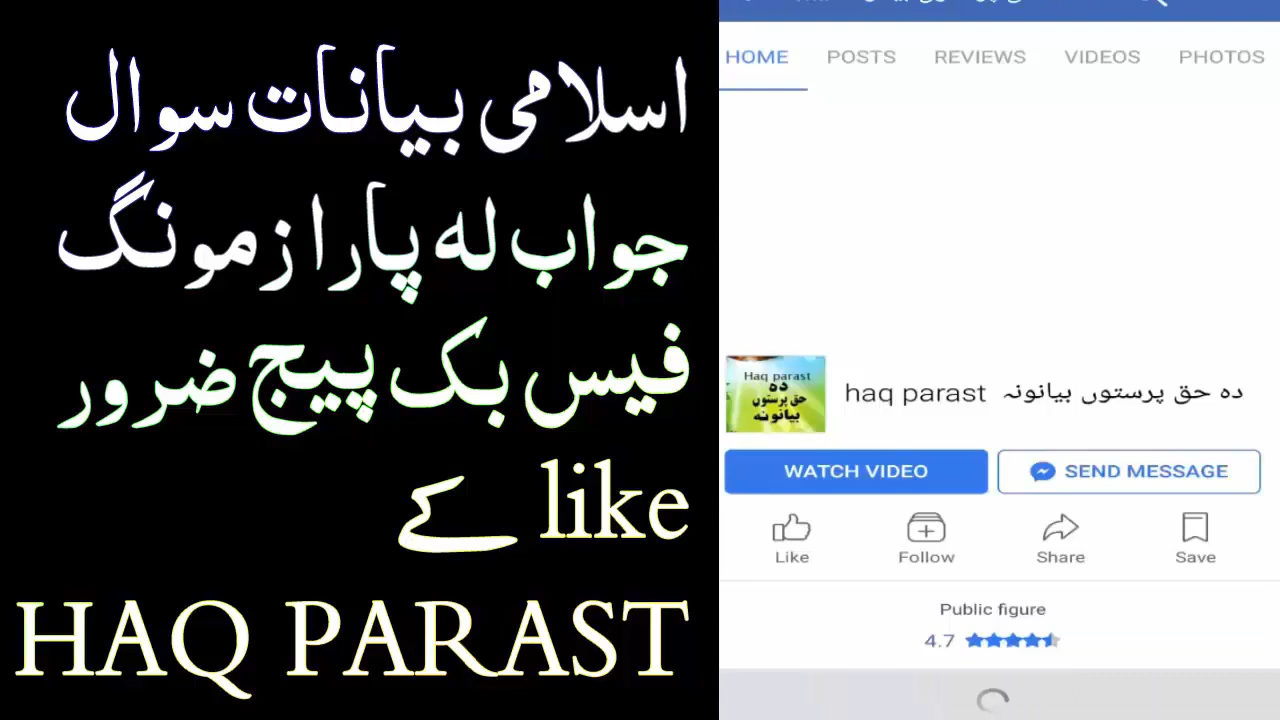 اسلامی بیانات سوال
جواب له پارا زمونگ
فیس بک پیج ضرور
like کے
HAQ PARAST
HOME POSTS REVIEWS VIDEOS PHOTOS
Haq parast
ده
حق پرستوں
بیانونه
haq parast ده حق پرستوں بیانونہ
WATCH VIDEO SEND MESSAGE
Like Follow Share Save
Public figure
4.7